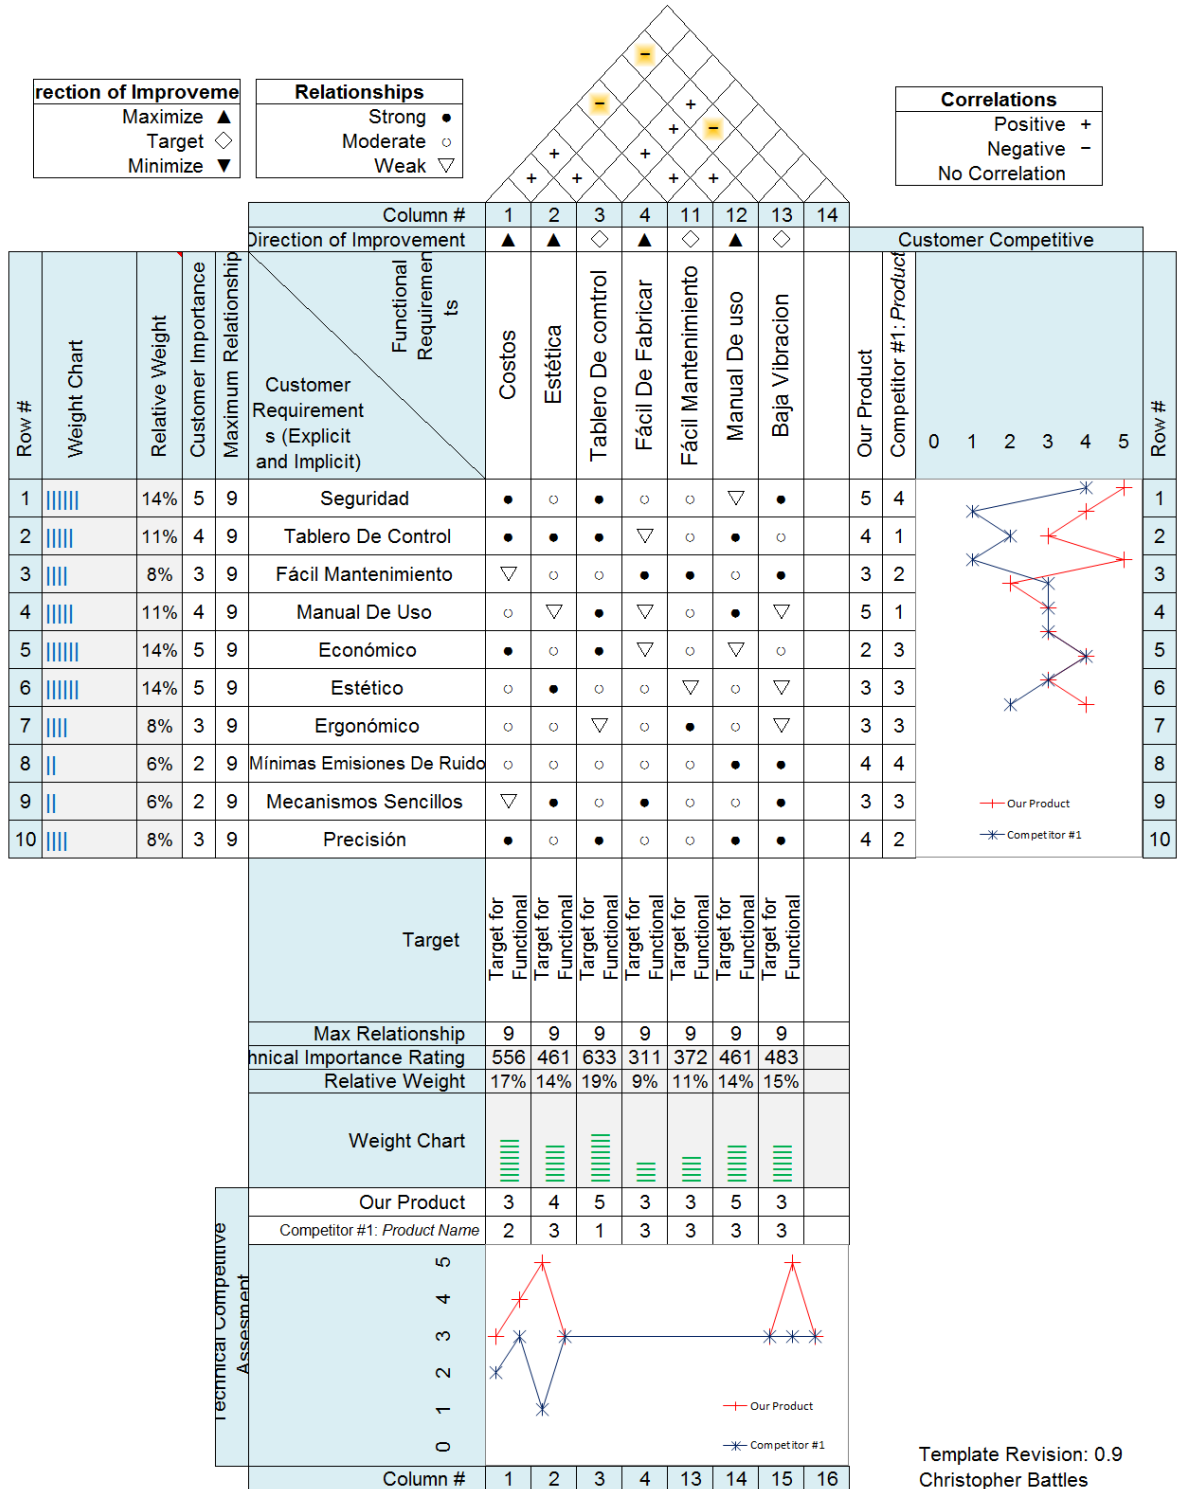 rection of Improveme
Maximize ▲
Target ◇
Minimize ▼
Relationships
Strong ●
Moderate ○
Weak ▽
Correlations
Positive +
Negative −
No Correlation
− 
− +
+ −
+ +
+ + + +
Column # 1 2 3 4 11 12 13 14
Direction of Improvement ▲ ▲ ◇ ▲ ◇ ▲ ◇
Customer Competitive
Row #
Weight Chart
Relative Weight
Customer Importance
Maximum Relationship
Functional
Requiremen
ts
Customer
Requirement
s (Explicit
and Implicit)
Costos
Estética
Tablero De comtrol
Fácil De Fabricar
Fácil Mantenimiento
Manual De uso
Baja Vibracion
Our Product
Competitor #1: Product
0 1 2 3 4 5
Row #
1 |||||| 14% 5 9 Seguridad ● ○ ● ○ ○ ▽ ● 5 4 1
2 ||||| 11% 4 9 Tablero De Control ● ● ● ▽ ○ ● ○ 4 1 2
3 |||| 8% 3 9 Fácil Mantenimiento ▽ ○ ○ ● ● ○ ● 3 2 3
4 ||||| 11% 4 9 Manual De Uso ○ ▽ ● ▽ ○ ● ▽ 5 1 4
5 |||||| 14% 5 9 Económico ● ○ ● ▽ ○ ▽ ○ 2 3 5
6 |||||| 14% 5 9 Estético ○ ● ○ ○ ▽ ○ ▽ 3 3 6
7 |||| 8% 3 9 Ergonómico ○ ○ ▽ ○ ● ○ ▽ 3 3 7
8 || 6% 2 9 Mínimas Emisiones De Ruido ○ ○ ○ ○ ○ ● ● 4 4 8
9 || 6% 2 9 Mecanismos Sencillos ▽ ● ○ ● ○ ○ ● 3 3 9
10 |||| 8% 3 9 Precisión ● ○ ● ○ ○ ● ● 4 2 10
Our Product
Competitor #1
Target
Target for
Functional
Target for
Functional
Target for
Functional
Target for
Functional
Target for
Functional
Target for
Functional
Target for
Functional
Max Relationship 9 9 9 9 9 9 9
hnical Importance Rating 556 461 633 311 372 461 483
Relative Weight 17% 14% 19% 9% 11% 14% 15%
Weight Chart
Technical Competitive
Assesment
Our Product 3 4 5 3 3 5 3
Competitor #1: Product Name 2 3 1 3 3 3 3
5
4
3
2
1
0
Our Product
Competitor #1
Column # 1 2 3 4 13 14 15 16
Template Revision: 0.9
Christopher Battles